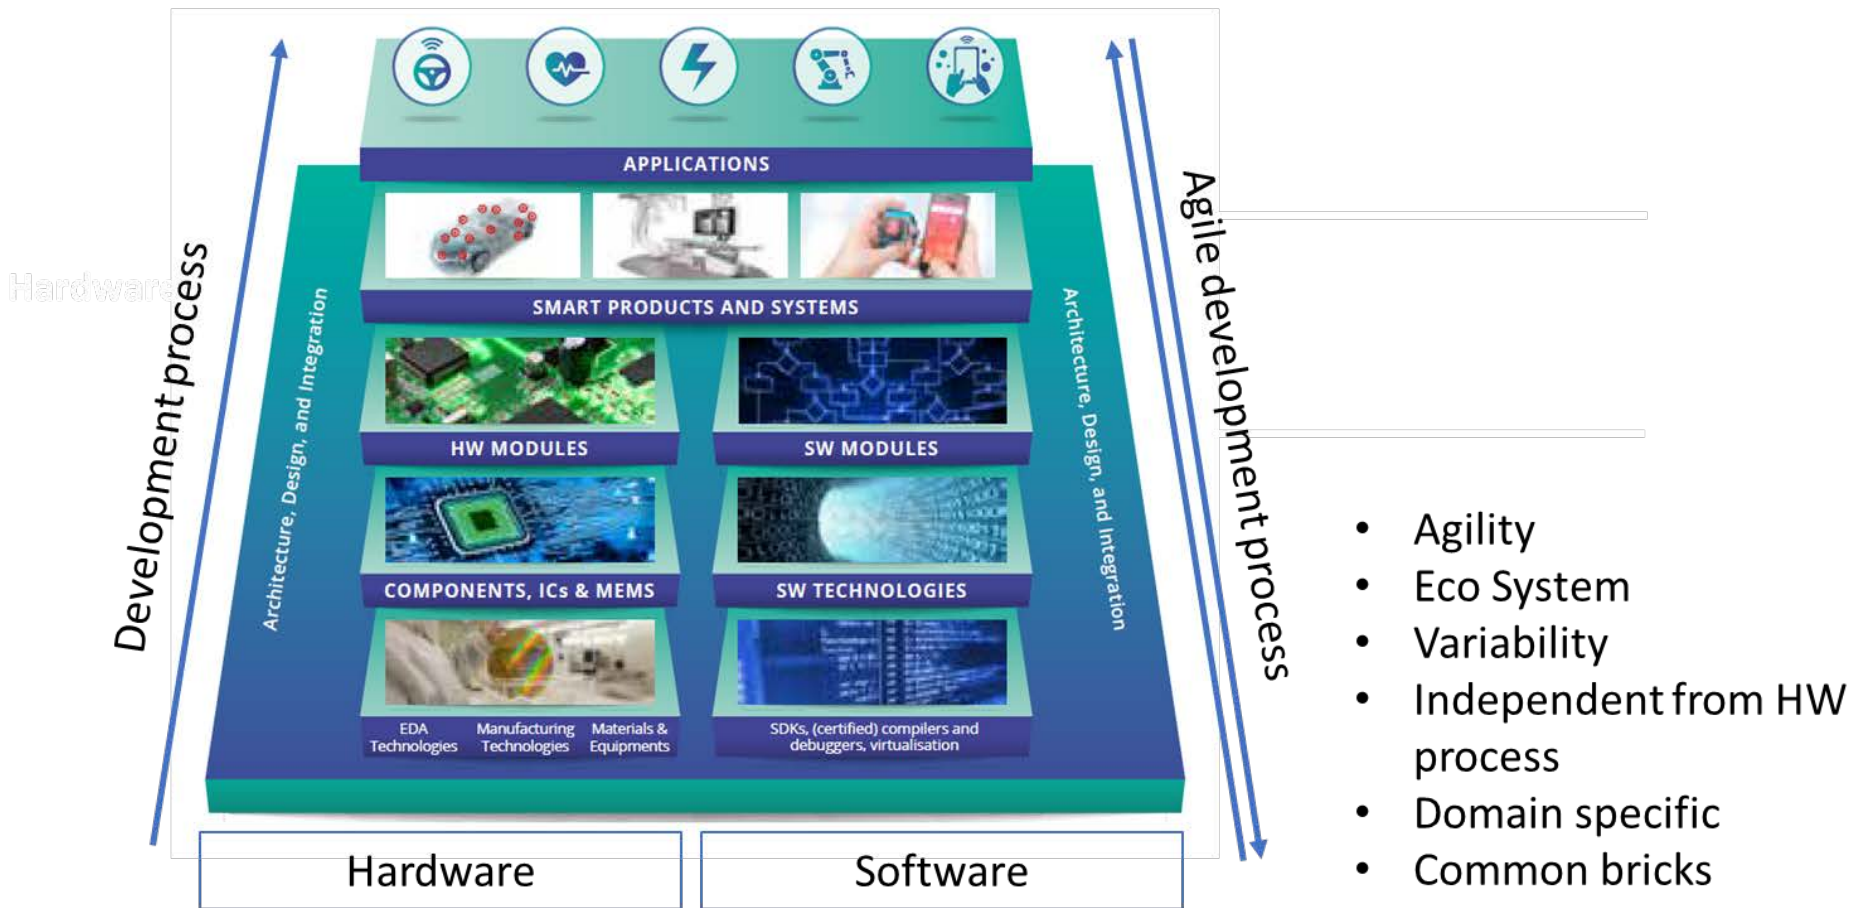 APPLICATIONS
SMART PRODUCTS AND SYSTEMS
HW MODULES
SW MODULES
COMPONENTS, ICs & MEMS
SW TECHNOLOGIES
EDA
Technologies
Manufacturing
Technologies
Materials &
Equipments
SDKs, (certified) compilers and
debuggers, virtualisation
Architecture, Design, and Integration
Architecture, Design, and Integration
Hardware
Development process
Agile development process
Hardware
Software
• Agility
• Eco System
• Variability
• Independent from HW
process
• Domain specific
• Common bricks